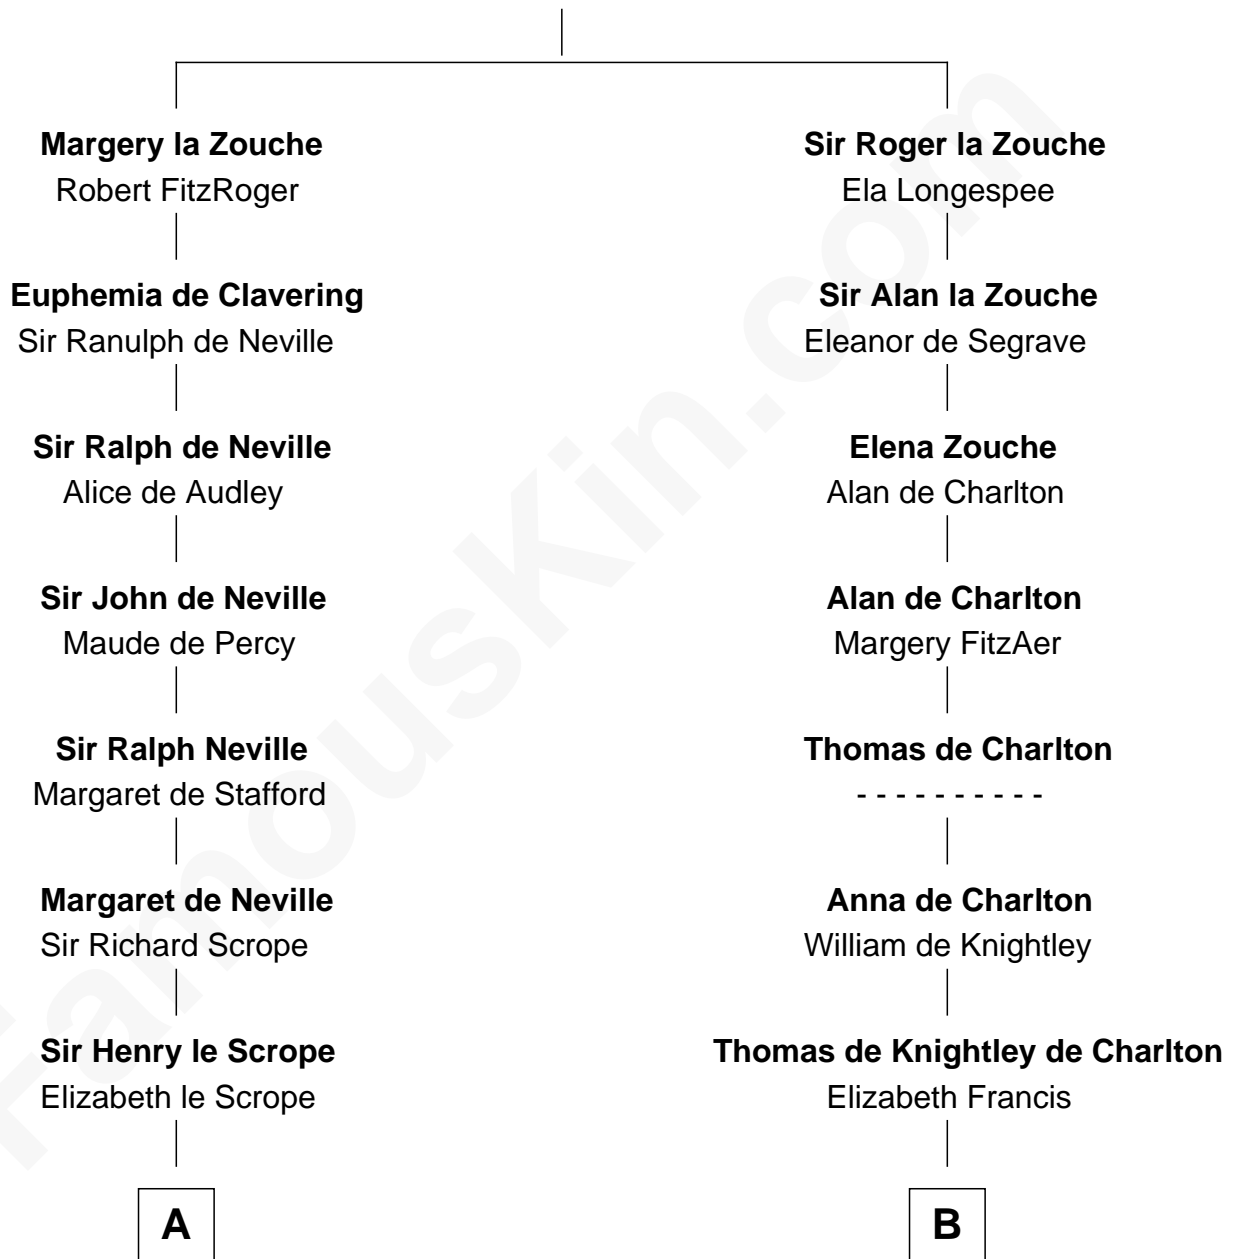 Margery la Zouche
Robert FitzRoger
Sir Roger la Zouche
Ela Longespee
Euphemia de Clavering
Sir Ranulph de Neville
Sir Alan la Zouche
Eleanor de Segrave
Sir Ralph de Neville
Alice de Audley
Elena Zouche
Alan de Charlton
Sir John de Neville
Maude de Percy
Alan de Charlton
Margery FitzAer
Sir Ralph Neville
Margaret de Stafford
Thomas de Charlton
- - - - - - - - - -
Margaret de Neville
Sir Richard Scrope
Anna de Charlton
William de Knightley
Sir Henry le Scrope
Elizabeth le Scrope
Thomas de Knightley de Charlton
Elizabeth Francis
A
B
FamousKin.com